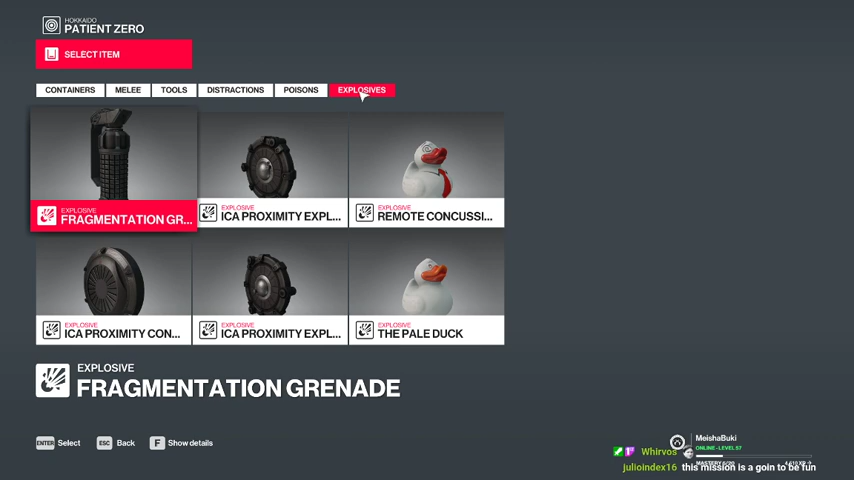 HOKKAIDO
PATIENT ZERO
SELECT ITEM
CONTAINERS MELEE TOOLS DISTRACTIONS POISONS EXPLOSIVES
EXPLOSIVE
FRAGMENTATION GR...
EXPLOSIVE
ICA PROXIMITY EXPL...
EXPLOSIVE
REMOTE CONCUSSI...
EXPLOSIVE
ICA PROXIMITY CON...
EXPLOSIVE
ICA PROXIMITY EXPL...
EXPLOSIVE
THE PALE DUCK
EXPLOSIVE
FRAGMENTATION GRENADE
ENTER Select ESC Back F Show details
MeishaBuki
ONLINE - LEVEL 57
Whirvos
julioindex16 this mission is a goin to be fun